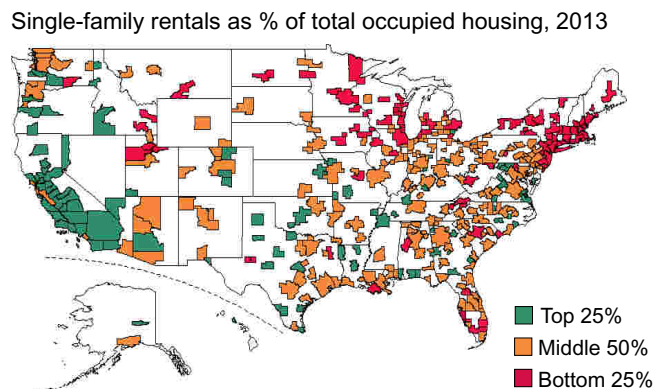 Single-family rentals as % of total occupied housing, 2013
Top 25%
Middle 50%
Bottom 25%